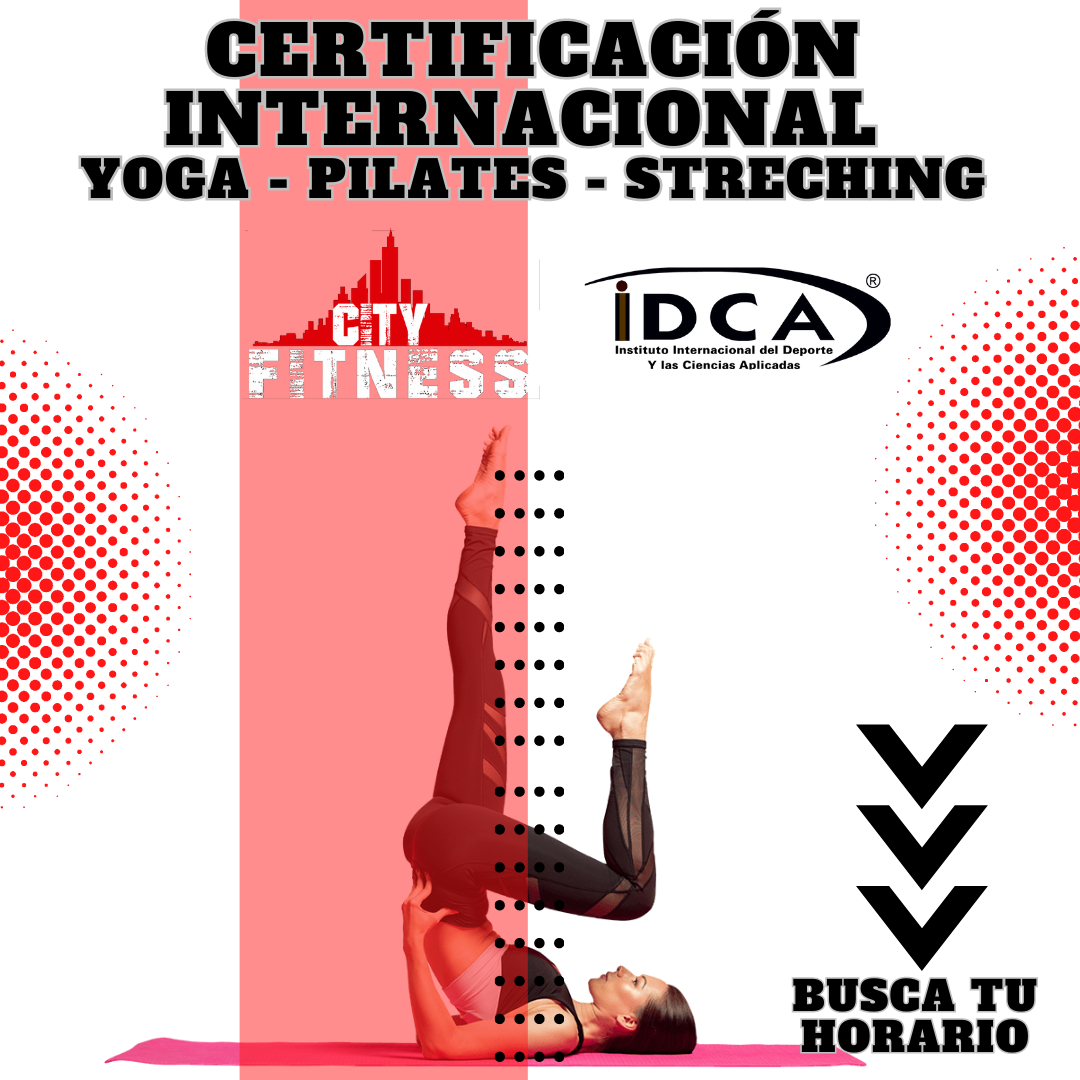 CERTIFICACIÓN
INTERNACIONAL
YOGA - PILATES - STRECHING
CITY
FITNESS
iDCA ®
Instituto Internacional del Deporte
Y las Ciencias Aplicadas
BUSCA TU
HORARIO